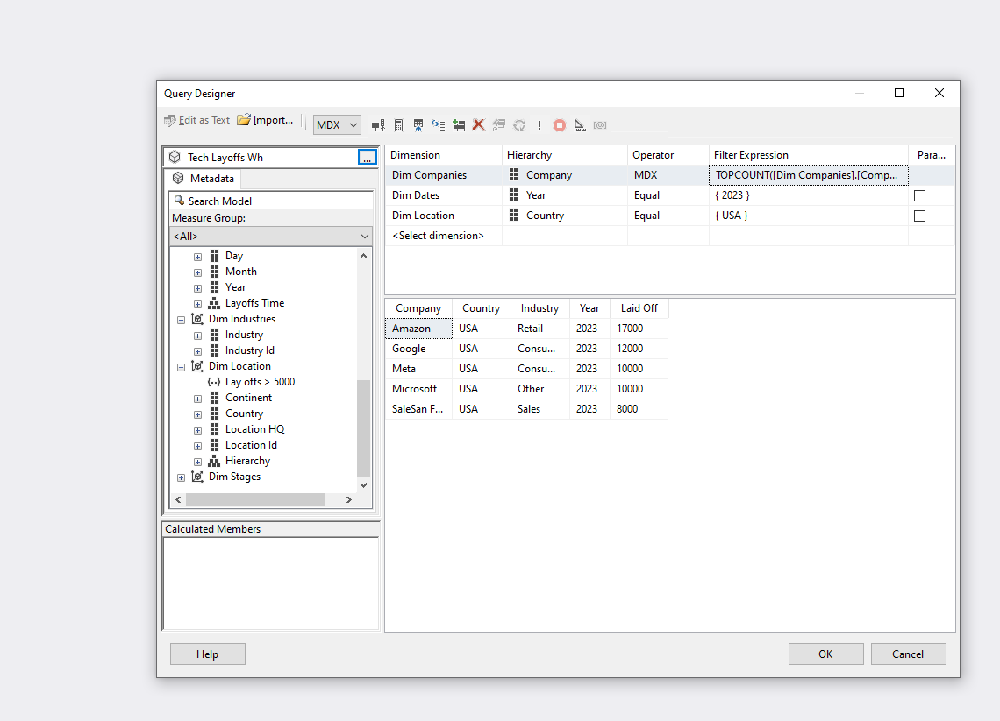 Query Designer
Edit as Text Import... MDX
Tech Layoffs Wh ...
Metadata
Search Model
Measure Group:
<All>
Day
Month
Year
Layoffs Time
Dim Industries
Industry
Industry Id
Dim Location
Lay offs > 5000
Continent
Country
Location HQ
Location Id
Hierarchy
Dim Stages
Calculated Members
Dimension Hierarchy Operator Filter Expression Para...
Dim Companies Company MDX TOPCOUNT([Dim Companies].[Comp...
Dim Dates Year Equal { 2023 }
Dim Location Country Equal { USA }
<Select dimension>
Company Country Industry Year Laid Off
Amazon USA Retail 2023 17000
Google USA Consu... 2023 12000
Meta USA Consu... 2023 10000
Microsoft USA Other 2023 10000
SaleSan F... USA Sales 2023 8000
Help OK Cancel